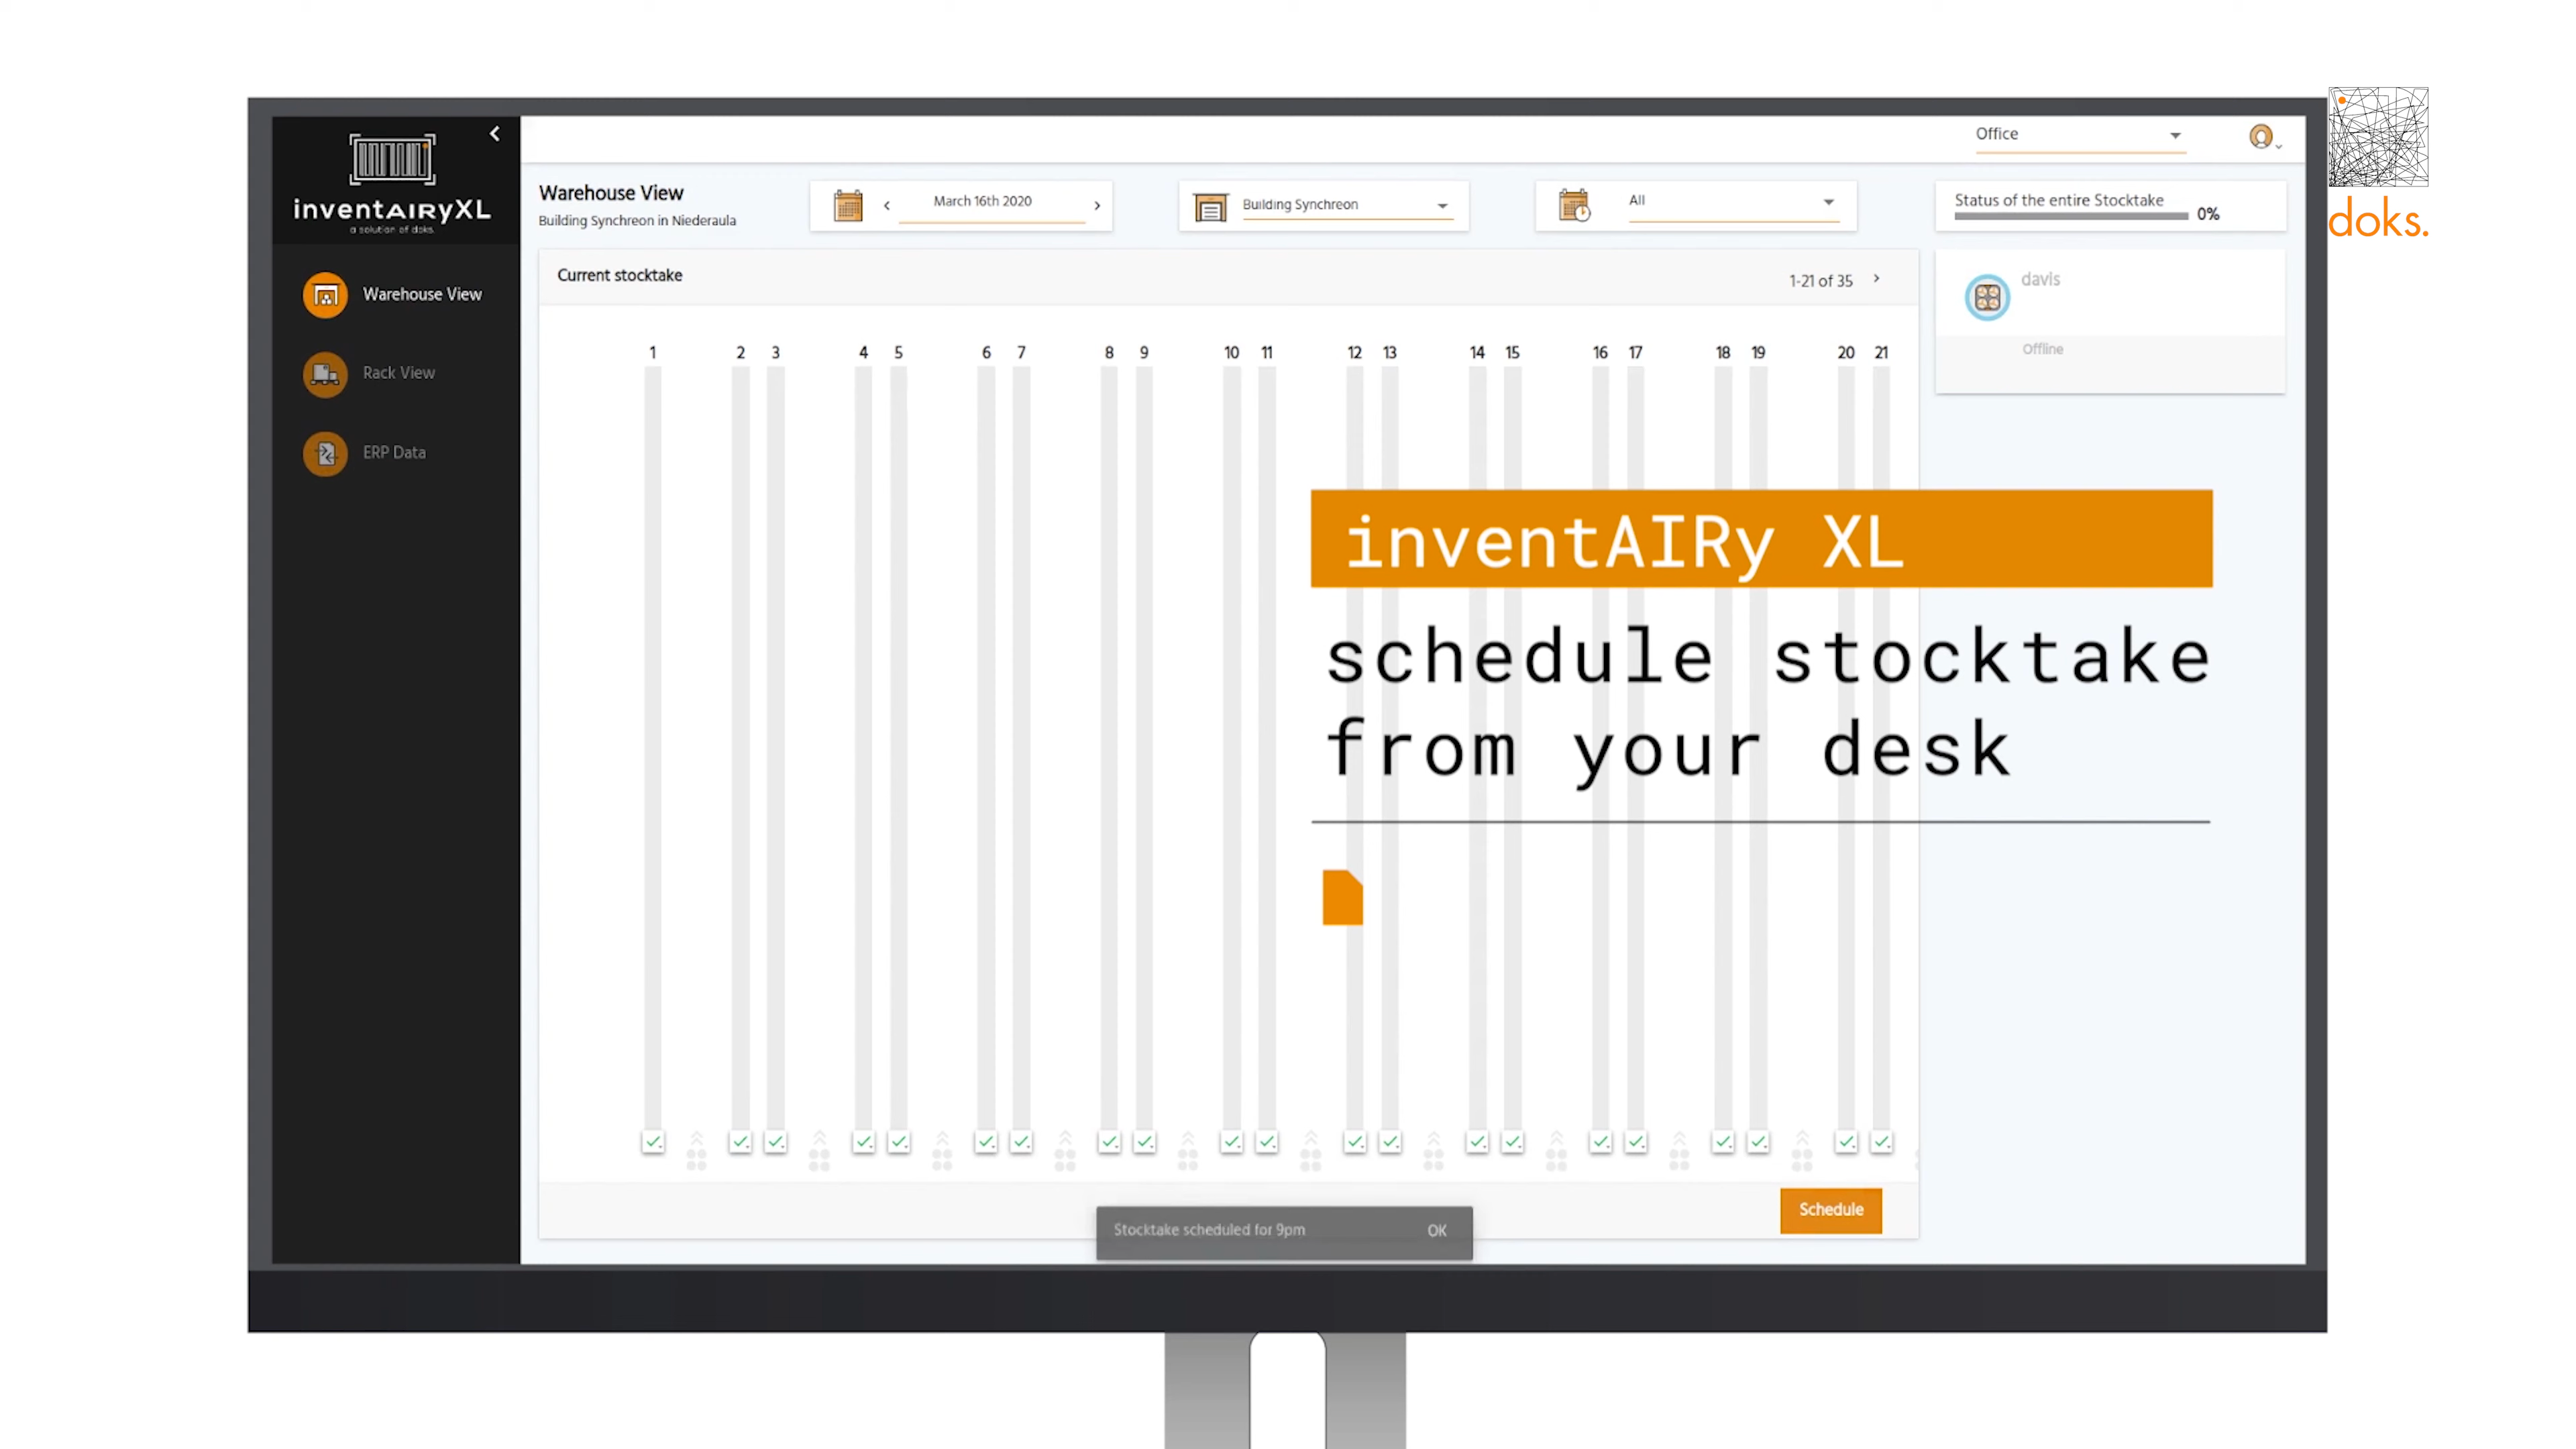 inventAIRyXL
a solution of doks.
Warehouse View
Rack View
ERP Data
Office
Warehouse View
Building Synchreon in Niederaula
March 16th 2020
Building Synchreon
All
Status of the entire Stocktake
0%
doks.
Current stocktake
1-21 of 35
davis
Offline
1 2 3 4 5 6 7 8 9 10 11 12 13 14 15 16 17 18 19 20 21
inventAIRy XL
schedule stocktake
from your desk
Schedule
Stocktake scheduled for 9pm OK